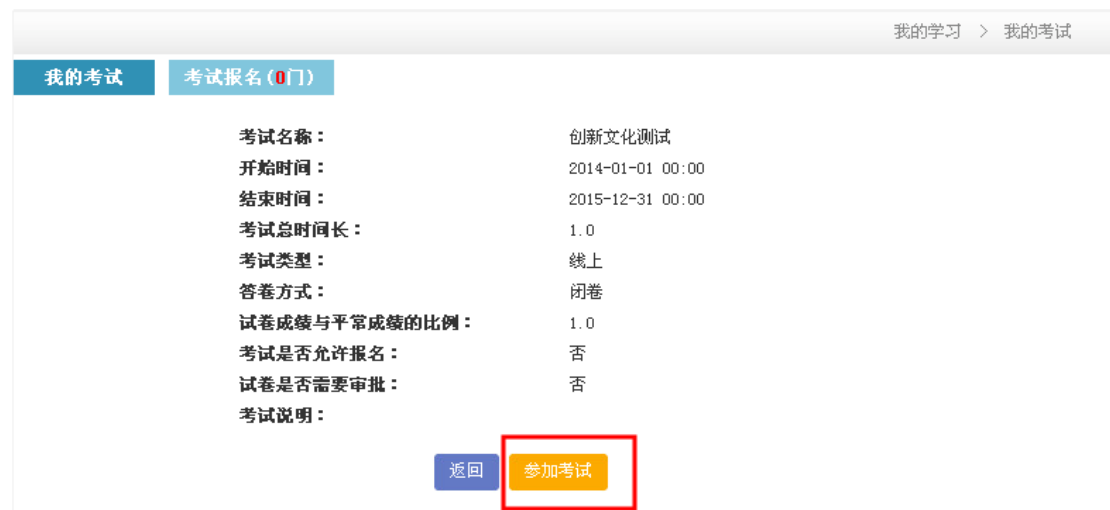 我的学习 > 我的考试
我的考试 考试报名(0门)
考试名称： 创新文化测试
开始时间： 2014-01-01 00:00
结束时间： 2015-12-31 00:00
考试总时间长： 1.0
考试类型： 线上
答卷方式： 闭卷
试卷成绩与平常成绩的比例： 1.0
考试是否允许报名： 否
试卷是否需要审批： 否
考试说明：
返回 参加考试